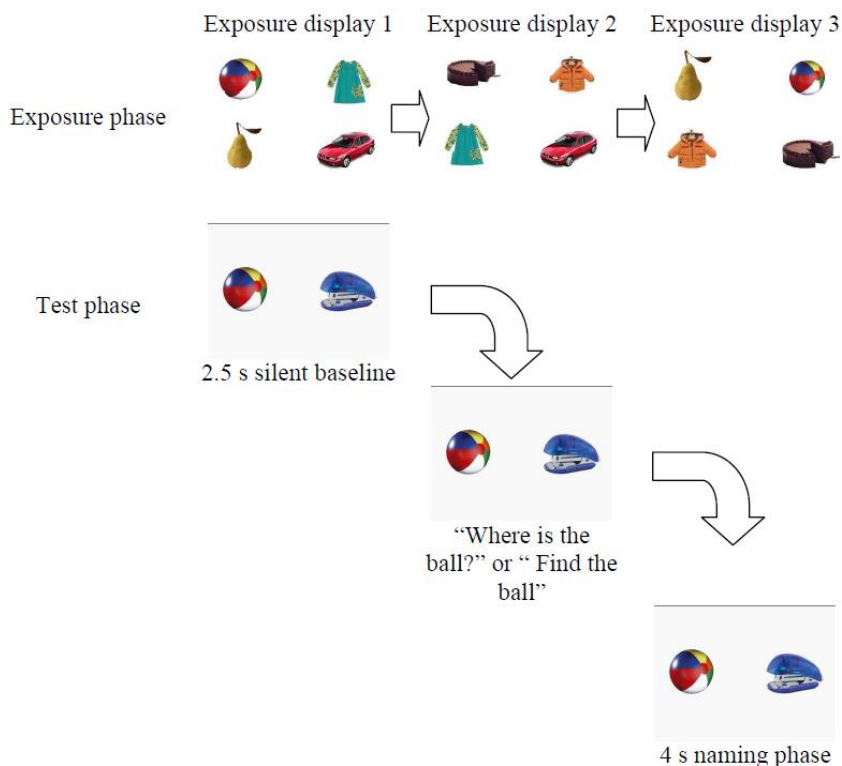 Exposure display 1
Exposure display 2
Exposure display 3
Exposure phase
Test phase
2.5 s silent baseline
“Where is the
ball?” or “ Find the
ball”
4 s naming phase